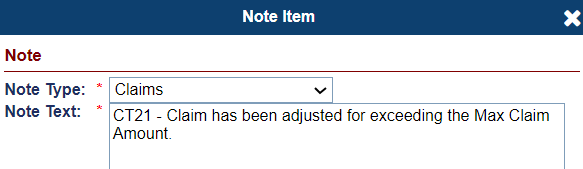 Note Item
Note
Note Type: * Claims
Note Text: * CT21 - Claim has been adjusted for exceeding the Max Claim
Amount.